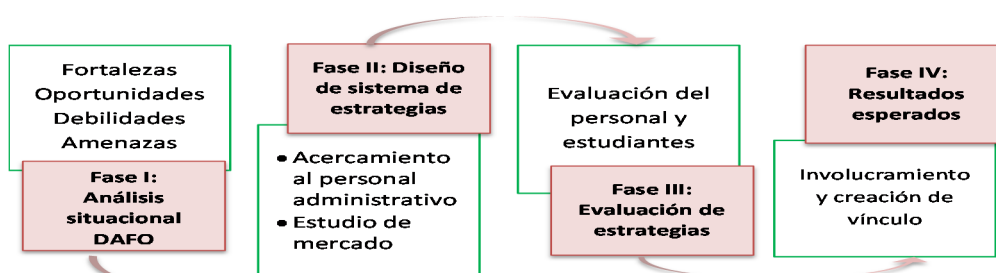 Fortalezas
Oportunidades
Debilidades
Amenazas
Fase I:
Análisis
situacional
DAFO
Fase II: Diseño
de sistema de
estrategias
• Acercamiento
al personal
administrativo
• Estudio de
mercado
Evaluación del
personal y
estudiantes
Fase III:
Evaluación de
estrategias
Fase IV:
Resultados
esperados
Involucramiento
y creación de
vínculo